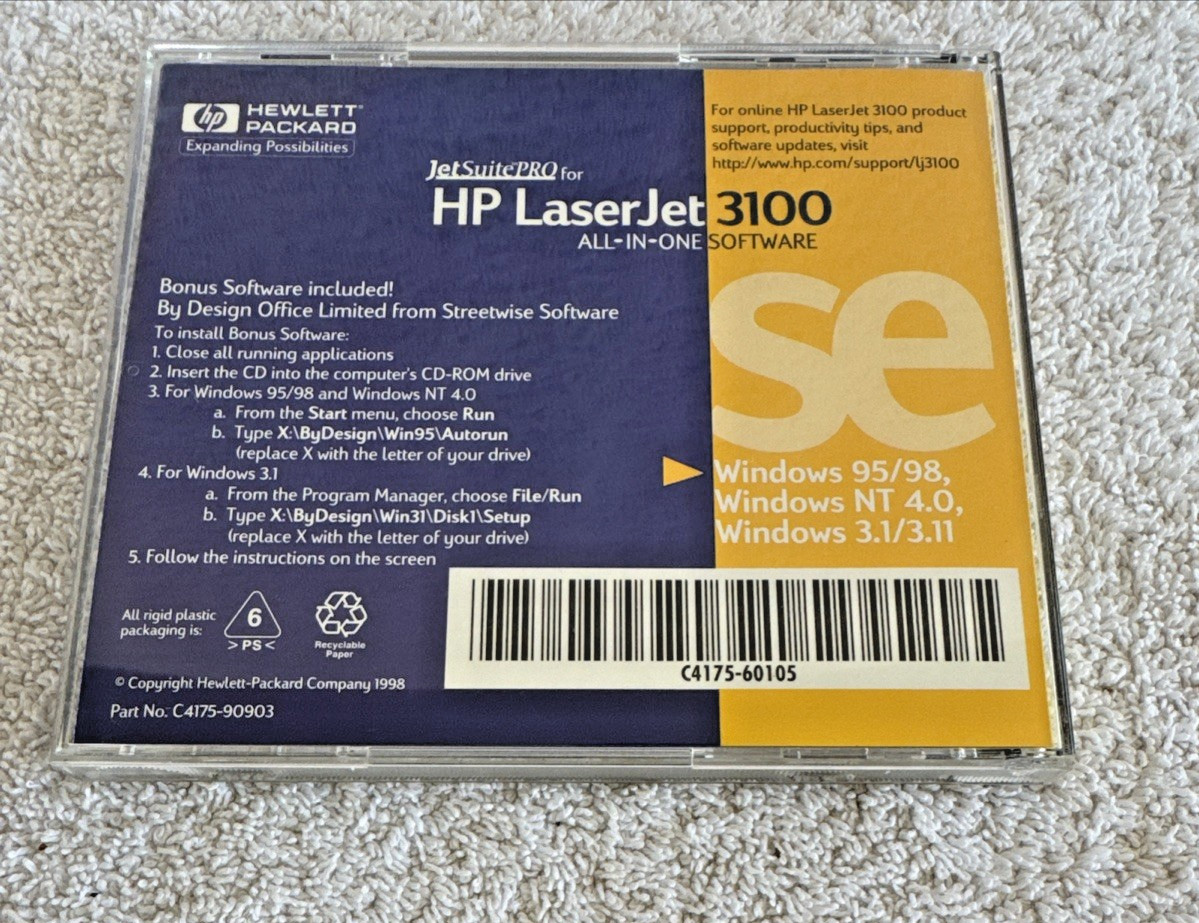 hp HEWLETT®
PACKARD
Expanding Possibilities
For online HP LaserJet 3100 product
support, productivity tips, and
software updates, visit
http://www.hp.com/support/lj3100
JetSuite™PRO for
HP LaserJet 3100
ALL-IN-ONE SOFTWARE
se
Bonus Software included!
By Design Office Limited from Streetwise Software
To install Bonus Software:
1. Close all running applications
2. Insert the CD into the computer's CD-ROM drive
3. For Windows 95/98 and Windows NT 4.0
a. From the Start menu, choose Run
b. Type X:\ByDesign\Win95\Autorun
(replace X with the letter of your drive)
4. For Windows 3.1
a. From the Program Manager, choose File/Run
b. Type X:\ByDesign\Win31\Disk1\Setup
(replace X with the letter of your drive)
5. Follow the instructions on the screen
Windows 95/98,
Windows NT 4.0,
Windows 3.1/3.11
All rigid plastic
packaging is:
6
>PS<
Recyclable
Paper
C4175-60105
© Copyright Hewlett-Packard Company 1998
Part No. C4175-90903